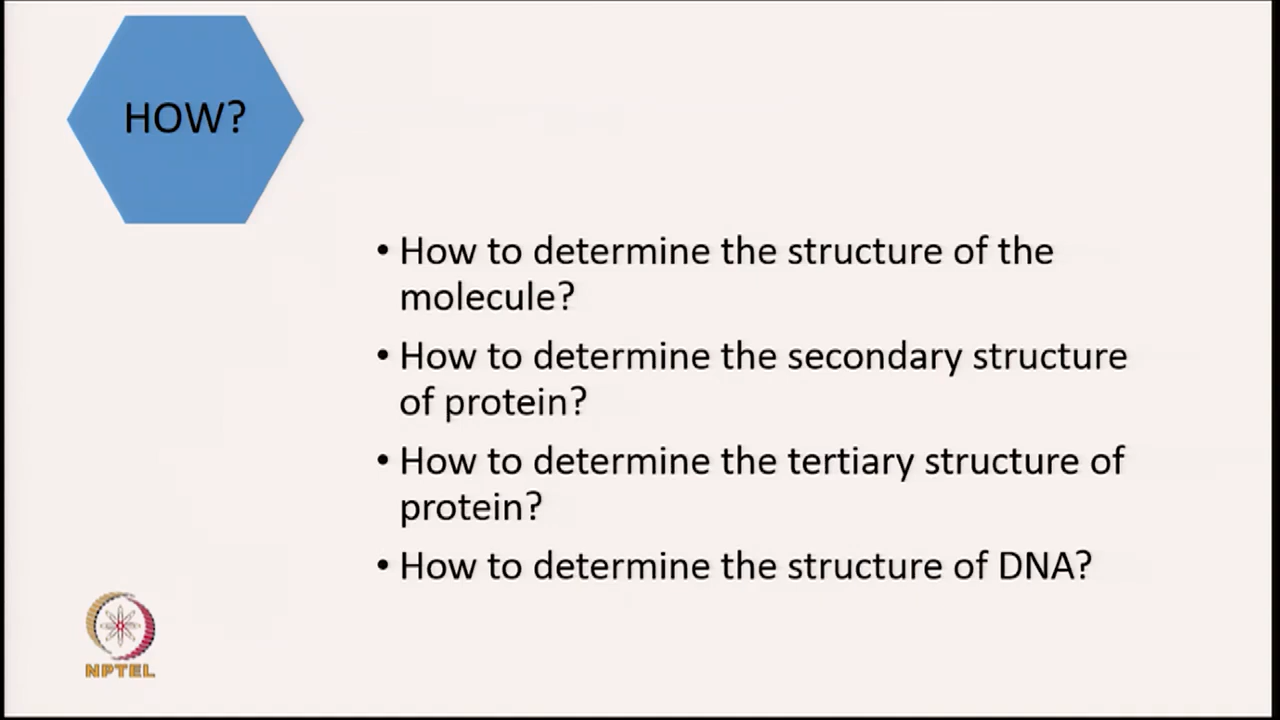 HOW?
• How to determine the structure of the
molecule?
• How to determine the secondary structure
of protein?
• How to determine the tertiary structure of
protein?
• How to determine the structure of DNA?
NPTEL